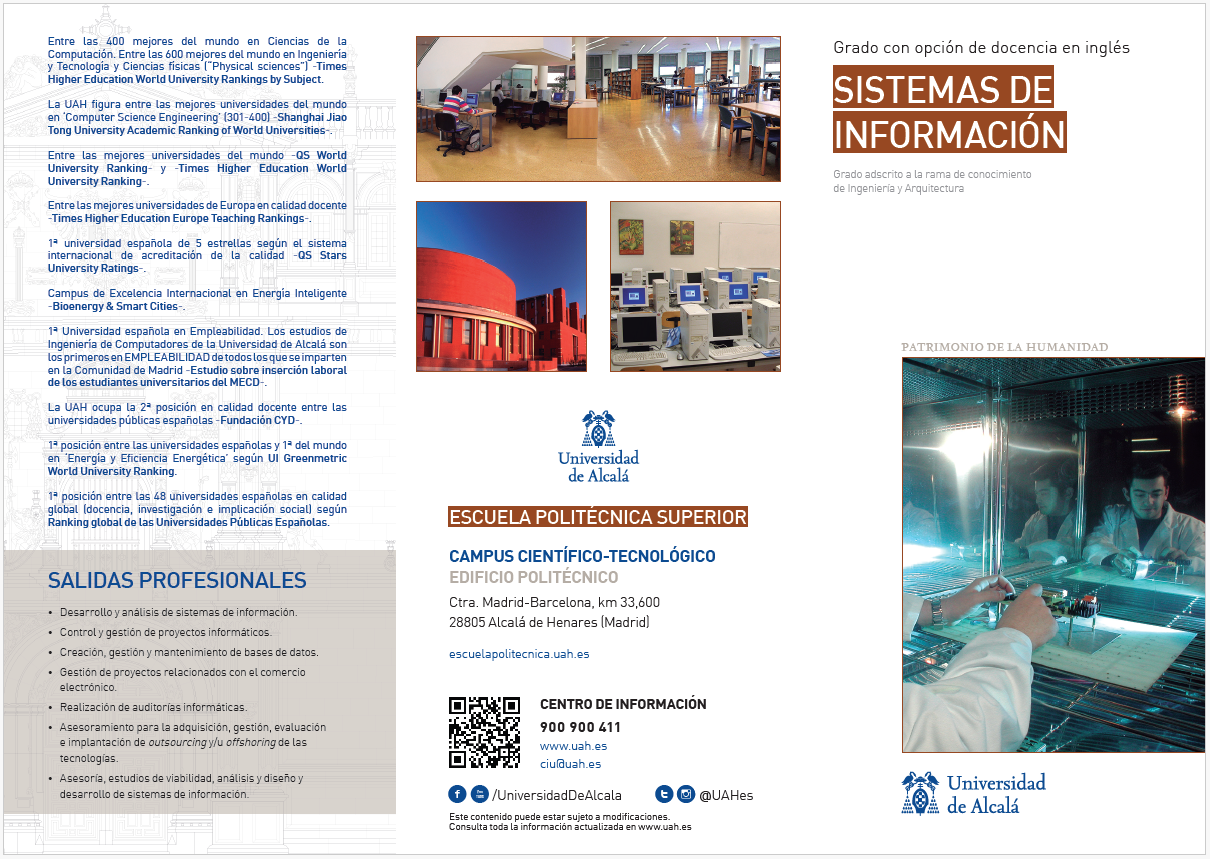 Entre las 400 mejores del mundo en Ciencias de la
Computación. Entre las 600 mejores del mundo en Ingeniería
y Tecnología y Ciencias físicas (“Physical sciences”) -Times
Higher Education World University Rankings by Subject.
La UAH figura entre las mejores universidades del mundo
en ‘Computer Science Engineering’ (301-400) -Shanghai Jiao
Tong University Academic Ranking of World Universities-.
Entre las mejores universidades del mundo -QS World
University Ranking- y -Times Higher Education World
University Ranking-.
Entre las mejores universidades de Europa en calidad docente
-Times Higher Education Europe Teaching Rankings-.
1ª universidad española de 5 estrellas según el sistema
internacional de acreditación de la calidad -QS Stars
University Ratings-.
Campus de Excelencia Internacional en Energía Inteligente
-Bioenergy & Smart Cities-.
1ª Universidad española en Empleabilidad. Los estudios de
Ingeniería de Computadores de la Universidad de Alcalá son
los primeros en EMPLEABILIDAD de todos los que se imparten
en la Comunidad de Madrid -Estudio sobre inserción laboral
de los estudiantes universitarios del MECD-.
La UAH ocupa la 2ª posición en calidad docente entre las
universidades públicas españolas -Fundación CYD-.
1ª posición entre las universidades españolas y 1ª del mundo
en ‘Energía y Eficiencia Energética’ según UI Greenmetric
World University Ranking.
1ª posición entre las 48 universidades españolas en calidad
global (docencia, investigación e implicación social) según
Ranking global de las Universidades Públicas Españolas.
SALIDAS PROFESIONALES
• Desarrollo y análisis de sistemas de información.
• Control y gestión de proyectos informáticos.
• Creación, gestión y mantenimiento de bases de datos.
• Gestión de proyectos relacionados con el comercio
electrónico.
• Realización de auditorías informáticas.
• Asesoramiento para la adquisición, gestión, evaluación
e implantación de outsourcing y/u offshoring de las
tecnologías.
• Asesoría, estudios de viabilidad, análisis y diseño y
desarrollo de sistemas de información.
Universidad
de Alcalá
ESCUELA POLITÉCNICA SUPERIOR
CAMPUS CIENTÍFICO-TECNOLÓGICO
EDIFICIO POLITÉCNICO
Ctra. Madrid-Barcelona, km 33,600
28805 Alcalá de Henares (Madrid)
escuelapolitecnica.uah.es
CENTRO DE INFORMACIÓN
900 900 411
www.uah.es
ciu@uah.es
/UniversidadDeAlcala @UAHes
Este contenido puede estar sujeto a modificaciones.
Consulta toda la información actualizada en www.uah.es
Grado con opción de docencia en inglés
SISTEMAS DE
INFORMACIÓN
Grado adscrito a la rama de conocimiento
de Ingeniería y Arquitectura
PATRIMONIO DE LA HUMANIDAD
Universidad
de Alcalá